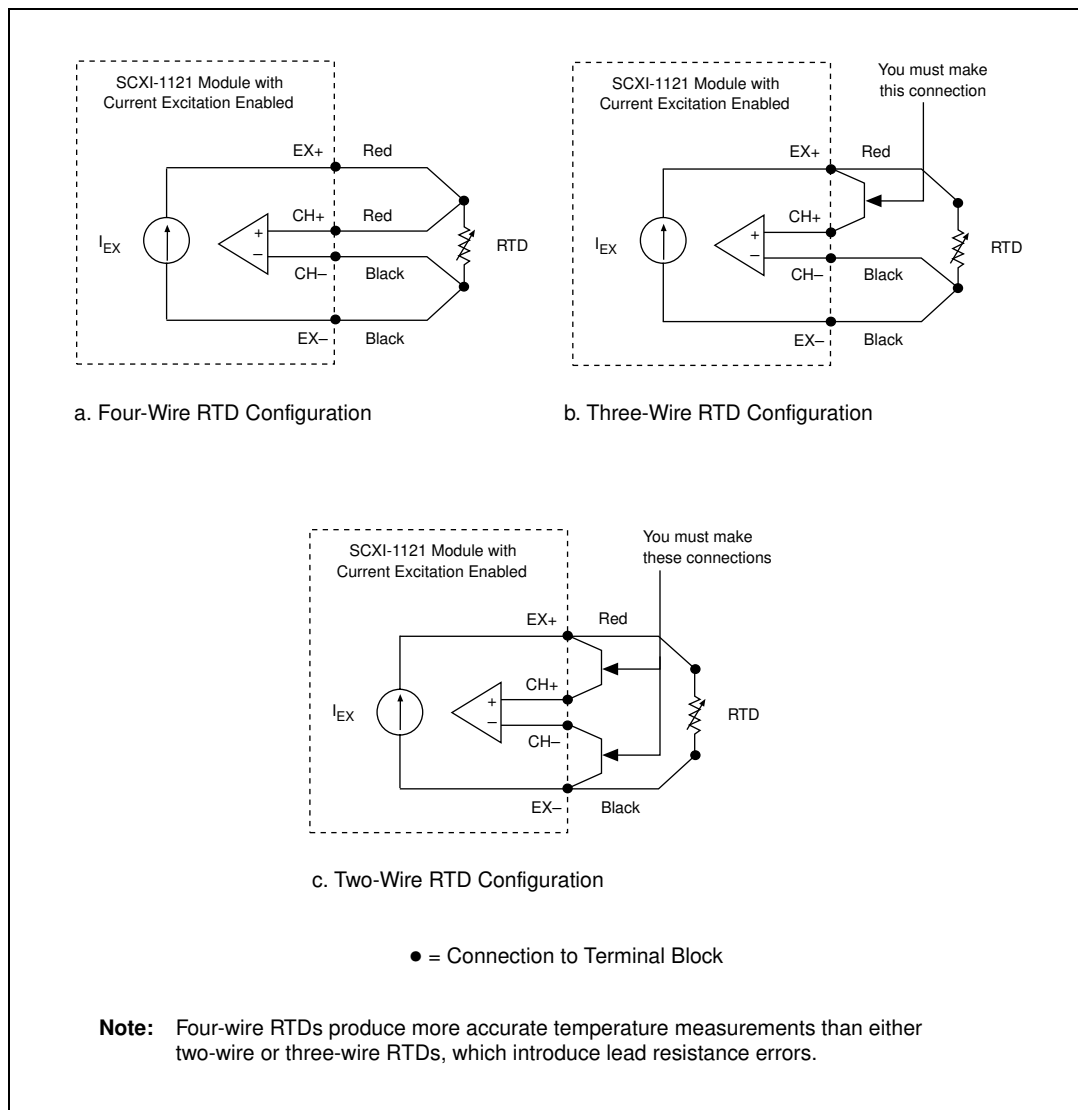 SCXI-1121 Module with
Current Excitation Enabled
EX+
Red
CH+
Red
I_EX
+
–
RTD
CH–
Black
EX–
Black
a. Four-Wire RTD Configuration
SCXI-1121 Module with
Current Excitation Enabled
You must make
this connection
EX+
Red
CH+
I_EX
+
–
RTD
CH–
Black
EX–
Black
b. Three-Wire RTD Configuration
SCXI-1121 Module with
Current Excitation Enabled
You must make
these connections
EX+
Red
CH+
I_EX
+
–
RTD
CH–
EX–
Black
c. Two-Wire RTD Configuration
● = Connection to Terminal Block
Note: Four-wire RTDs produce more accurate temperature measurements than either
two-wire or three-wire RTDs, which introduce lead resistance errors.